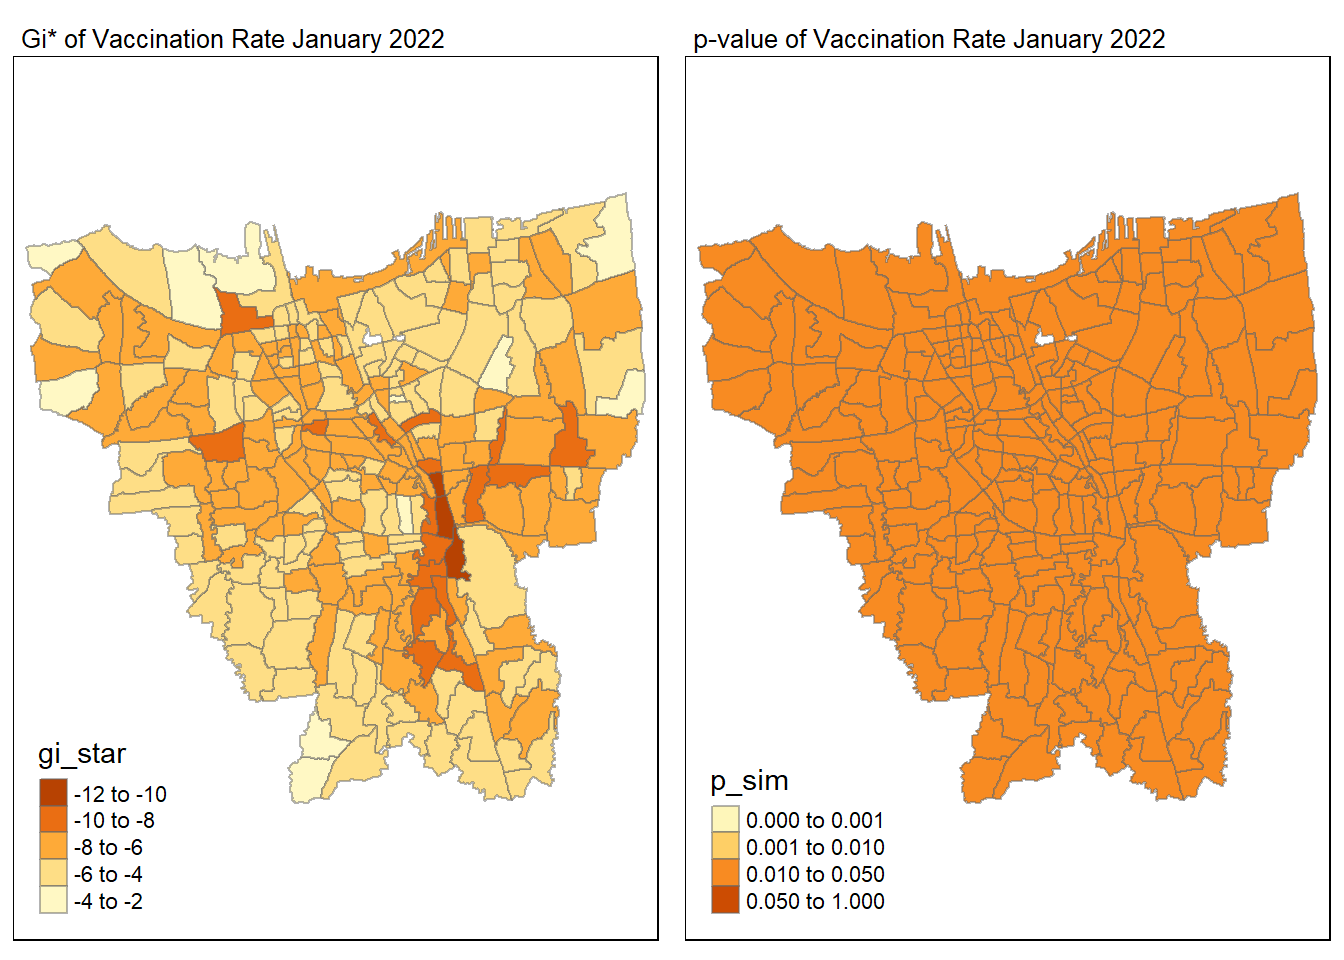 Gi* of Vaccination Rate January 2022
gi_star
-12 to -10
-10 to -8
-8 to -6
-6 to -4
-4 to -2
p-value of Vaccination Rate January 2022
p_sim
0.000 to 0.001
0.001 to 0.010
0.010 to 0.050
0.050 to 1.000